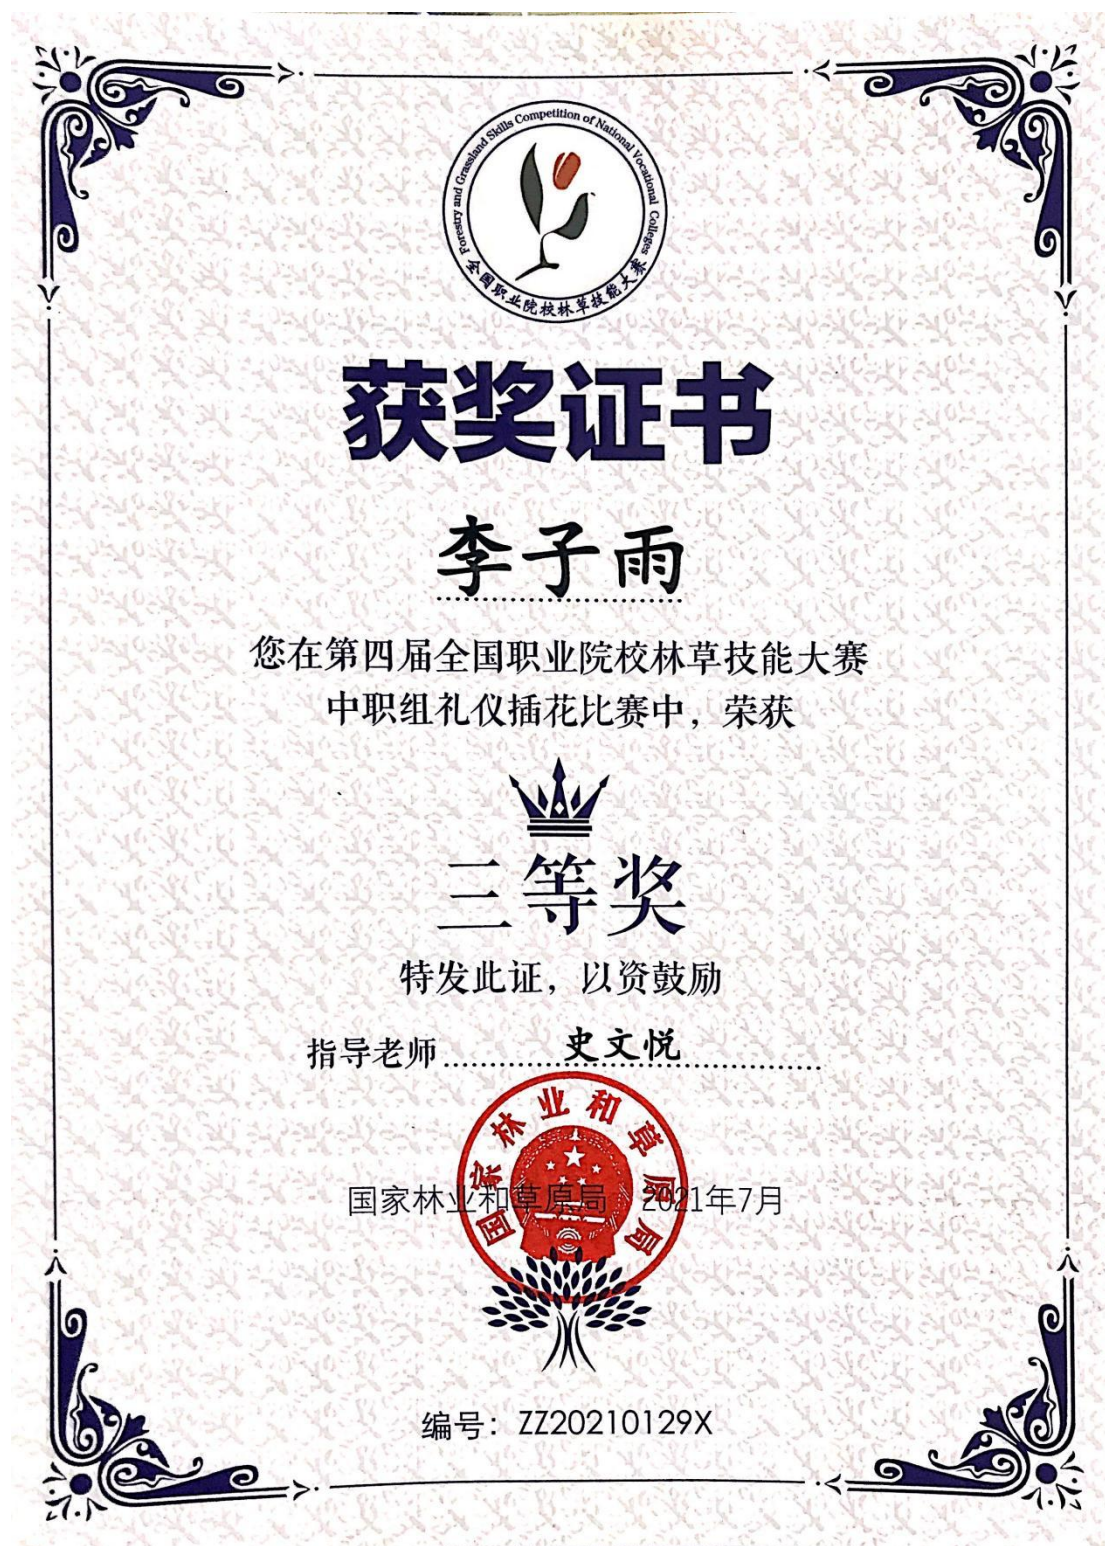 Forestry and Grassland Skills Competition of National Vocational Colleges
全国职业院校林草技能大赛
获奖证书
李子雨
您在第四届全国职业院校林草技能大赛
中职组礼仪插花比赛中，荣获
三等奖
特发此证，以资鼓励
指导老师 史文悦
国家林业和草原局
国家林业和草原局 2021年7月
编号：ZZ20210129X